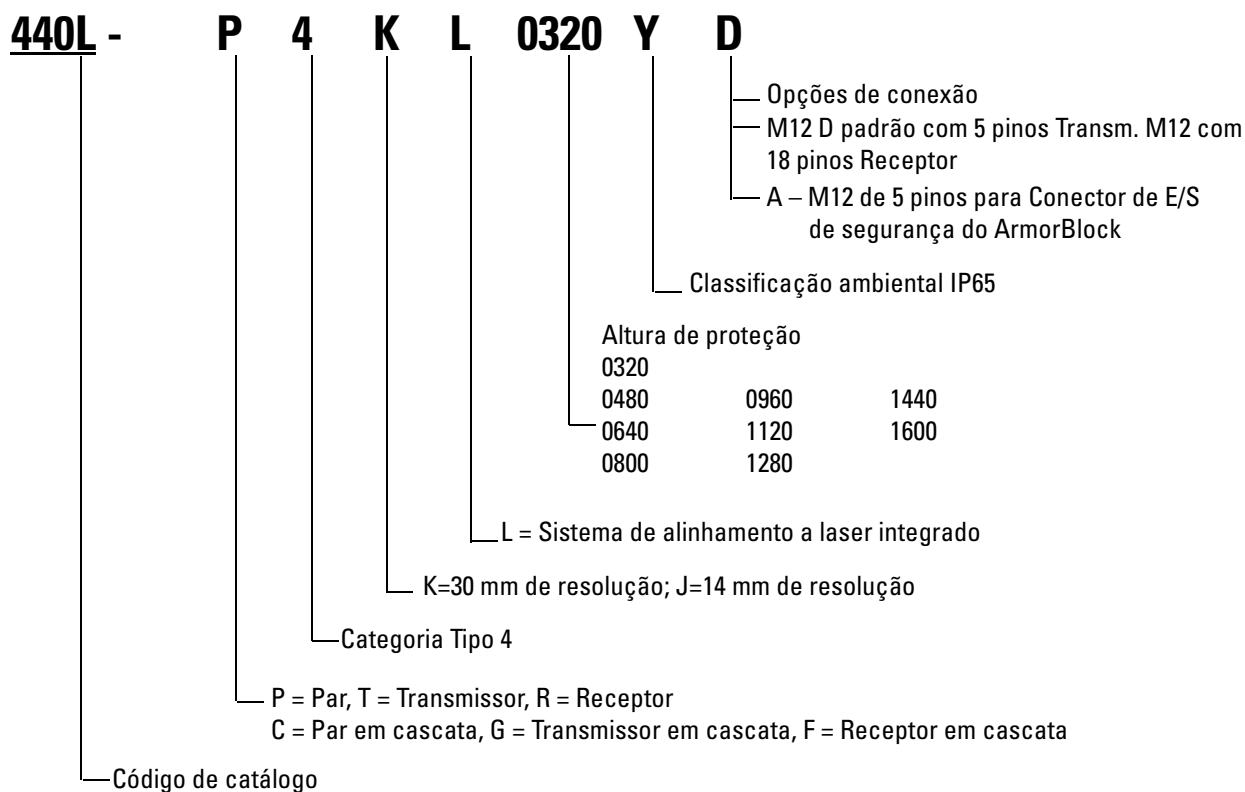 440L - P 4 K L 0320 Y D
Opções de conexão
M12 D padrão com 5 pinos Transm. M12 com
18 pinos Receptor
A – M12 de 5 pinos para Conector de E/S
de segurança do ArmorBlock
Classificação ambiental IP65
Altura de proteção
0320
0480 0960 1440
0640 1120 1600
0800 1280
L = Sistema de alinhamento a laser integrado
K=30 mm de resolução; J=14 mm de resolução
Categoria Tipo 4
P = Par, T = Transmissor, R = Receptor
C = Par em cascata, G = Transmissor em cascata, F = Receptor em cascata
Código de catálogo